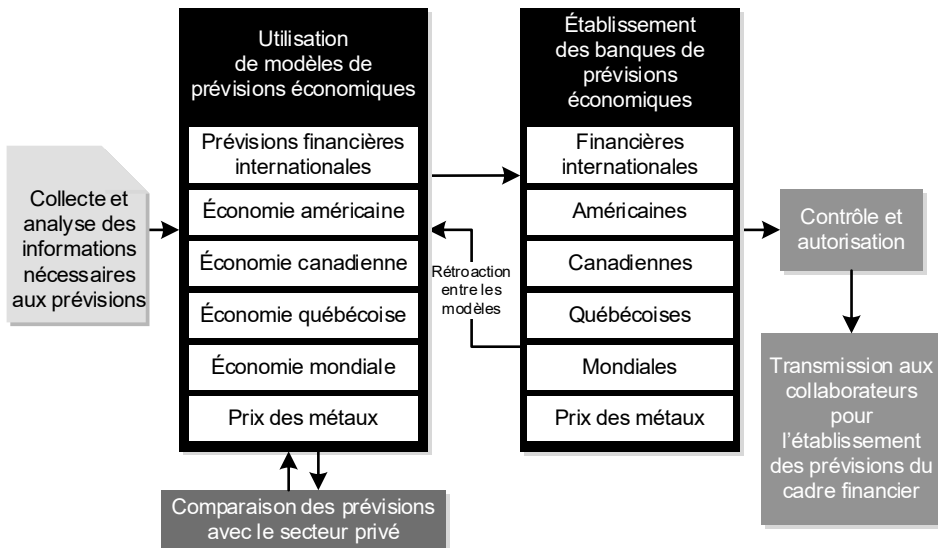 Collecte et
analyse des
informations
nécessaires
aux prévisions
Utilisation
de modèles de
prévisions économiques
Prévisions financières
internationales
Économie américaine
Économie canadienne
Économie québécoise
Économie mondiale
Prix des métaux
Comparaison des prévisions
avec le secteur privé
Rétroaction
entre les
modèles
Établissement
des banques de
prévisions
économiques
Financières
internationales
Américaines
Canadiennes
Québécoises
Mondiales
Prix des métaux
Contrôle et
autorisation
Transmission aux
collaborateurs
pour
l’établissement
des prévisions du
cadre financier